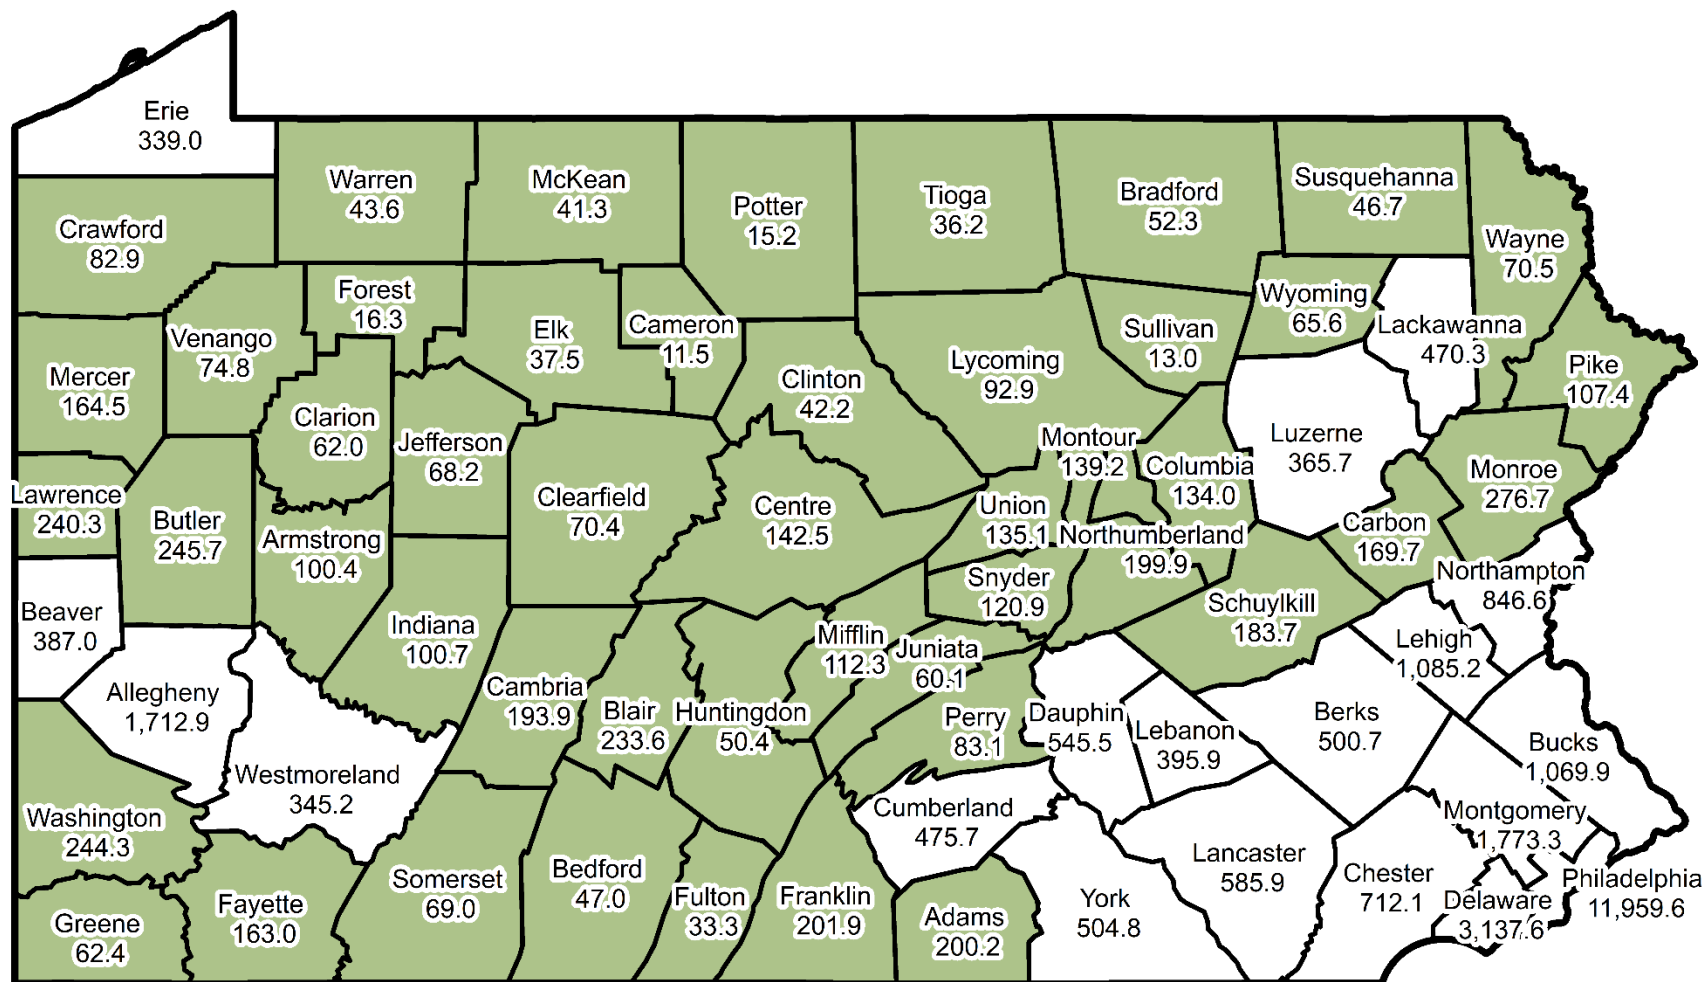 Erie
339.0
Warren
43.6
McKean
41.3
Potter
15.2
Tioga
36.2
Bradford
52.3
Susquehanna
46.7
Wayne
70.5
Crawford
82.9
Forest
16.3
Venango
74.8
Elk
37.5
Cameron
11.5
Clinton
42.2
Lycoming
92.9
Sullivan
13.0
Wyoming
65.6
Lackawanna
470.3
Pike
107.4
Mercer
164.5
Clarion
62.0
Jefferson
68.2
Clearfield
70.4
Centre
142.5
Montour
139.2
Columbia
134.0
Luzerne
365.7
Monroe
276.7
Lawrence
240.3
Butler
245.7
Armstrong
100.4
Union
135.1
Northumberland
199.9
Carbon
169.7
Northampton
846.6
Snyder
120.9
Schuylkill
183.7
Lehigh
1,085.2
Beaver
387.0
Indiana
100.7
Mifflin
112.3
Juniata
60.1
Allegheny
1,712.9
Cambria
193.9
Blair
233.6
Huntingdon
50.4
Perry
83.1
Dauphin
545.5
Lebanon
395.9
Berks
500.7
Bucks
1,069.9
Westmoreland
345.2
Cumberland
475.7
Montgomery
1,773.3
Washington
244.3
Lancaster
585.9
Chester
712.1
Delaware
3,137.6
Philadelphia
11,959.6
Greene
62.4
Fayette
163.0
Somerset
69.0
Bedford
47.0
Fulton
33.3
Franklin
201.9
Adams
200.2
York
504.8